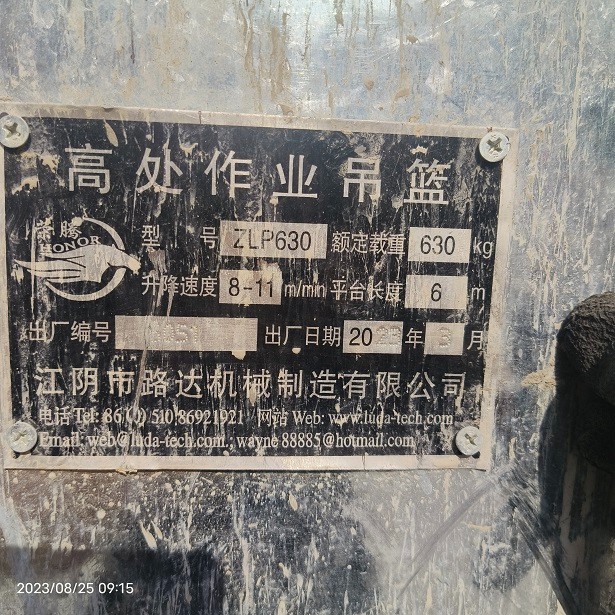 高处作业吊篮
荣腾
HONOR
型号 ZLP630 额定载重 630 kg
升降速度 8-11 m/min 平台长度 6 m
出厂编号 出厂日期 20 年 月
江阴市路达机械制造有限公司
电话 Tel: 86 (0) 510 86921921 网站 Web: www.luda-tech.com
Email: web@luda-tech.com.; wayne88885@hotmail.com
2023/08/25 09:15